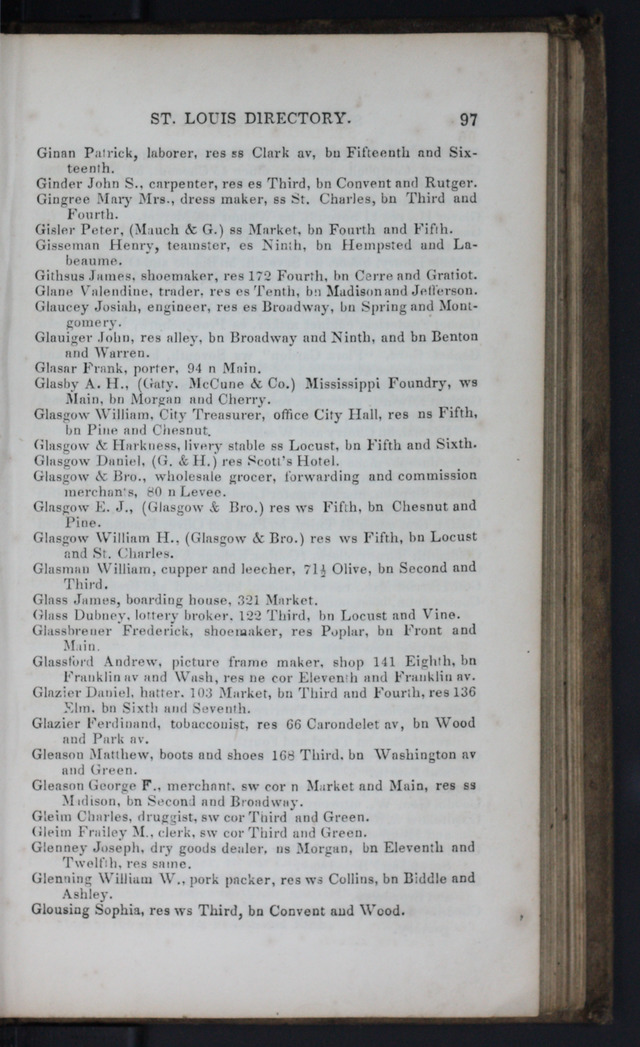 ST. LOUIS DIRECTORY. 97
Ginan Patrick, laborer, res ss Clark av, bn Fifteenth and Six-
teenth.
Ginder John S., carpenter, res es Third, bn Convent and Rutger.
Gingree Mary Mrs., dress maker, ss St. Charles, bn Third and
Fourth.
Gisler Peter, (Mauch & G.) ss Market, bn Fourth and Fifth.
Gisseman Henry, teamster, es Ninth, bn Hempsted and La-
beaume.
Githsus James, shoemaker, res 172 Fourth, bn Cerre and Gratiot.
Glane Valendine, trader, res es Tenth, bn Madison and Jefferson.
Glaucey Josiah, engineer, res es Broadway, bn Spring and Mont-
gomery.
Glauiger John, res alley, bn Broadway and Ninth, and bn Benton
and Warren.
Glasar Frank, porter, 94 n Main.
Glasby A. H., (Gaty. McCune & Co.) Mississippi Foundry, ws
Main, bn Morgan and Cherry.
Glasgow William, City Treasurer, office City Hall, res ns Fifth,
bn Pine and Chesnut.
Glasgow & Harkness, livery stable ss Locust, bn Fifth and Sixth.
Glasgow Daniel, (G. & H.) res Scott's Hotel.
Glasgow & Bro., wholesale grocer, forwarding and commission
merchants, 80 n Levee.
Glasgow E. J., (Glasgow & Bro.) res ws Fifth, bn Chesnut and
Pine.
Glasgow William H., (Glasgow & Bro.) res ws Fifth, bn Locust
and St. Charles.
Glasman William, cupper and leecher, 71½ Olive, bn Second and
Third.
Glass James, boarding house, 321 Market.
Glass Dubney, lottery broker, 122 Third, bn Locust and Vine.
Glassbrener Frederick, shoemaker, res Poplar, bn Front and
Main.
Glassford Andrew, picture frame maker, shop 141 Eighth, bn
Franklin av and Wash, res ne cor Eleventh and Franklin av.
Glazier Daniel, hatter, 103 Market, bn Third and Fourth, res 136
Elm, bn Sixth and Seventh.
Glazier Ferdinand, tobacconist, res 66 Carondelet av, bn Wood
and Park av.
Gleason Matthew, boots and shoes 168 Third, bn Washington av
and Green.
Gleason George F., merchant, sw cor n Market and Main, res ss
Madison, bn Second and Broadway.
Gleim Charles, druggist, sw cor Third and Green.
Gleim Frailey M., clerk, sw cor Third and Green.
Glenney Joseph, dry goods dealer, ns Morgan, bn Eleventh and
Twelfth, res same.
Glenning William W., pork packer, res ws Collins, bn Biddle and
Ashley.
Glousing Sophia, res ws Third, bn Convent and Wood.